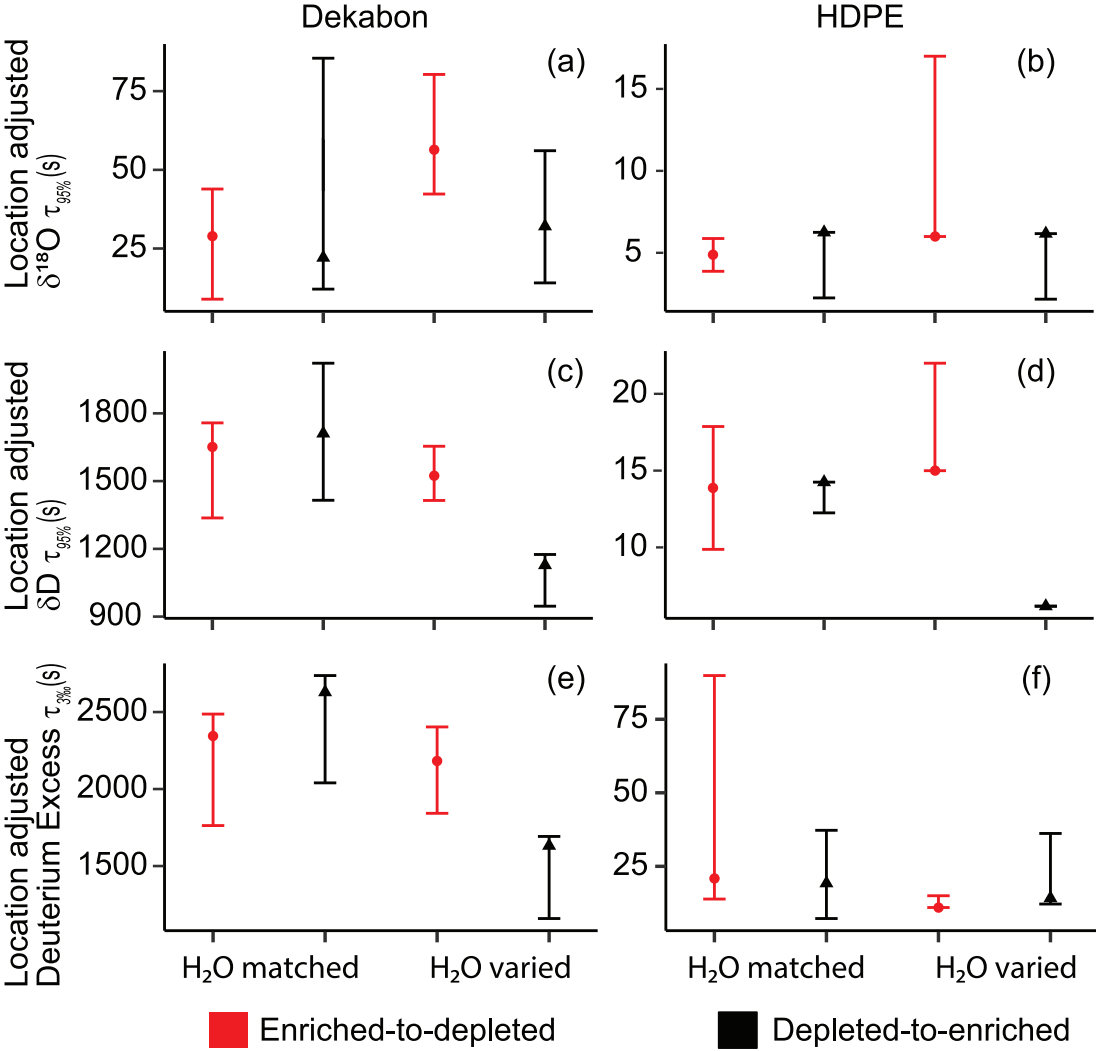 Dekabon
HDPE
Location adjusted
δ¹⁸O τ₉₅%(s)
75
50
25
(a)
15
10
5
(b)
Location adjusted
δD τ₉₅%(s)
1800
1500
1200
900
(c)
20
15
10
(d)
Location adjusted
Deuterium Excess τ₃‰(s)
2500
2000
1500
(e)
75
50
25
(f)
H₂O matched
H₂O varied
H₂O matched
H₂O varied
Enriched-to-depleted
Depleted-to-enriched